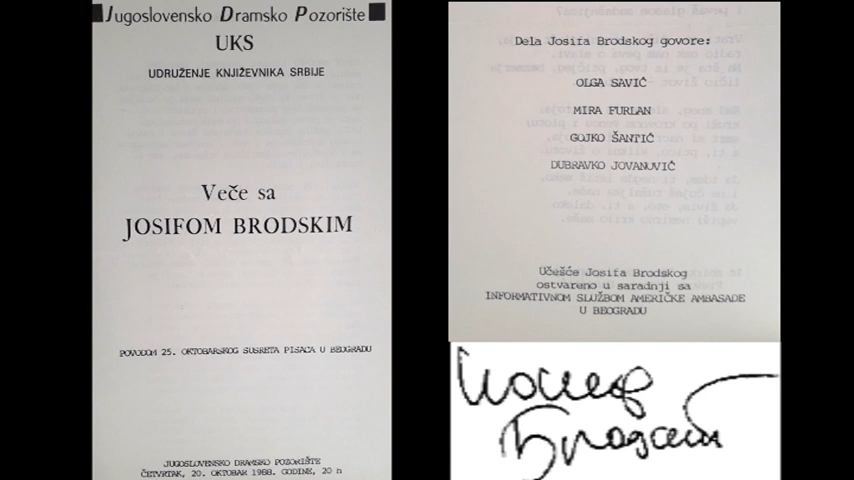 Jugoslovensko Dramsko Pozorište
UKS
UDRUŽENJE KNJIŽEVNIKA SRBIJE
Veče sa
JOSIFOM BRODSKIM
POVODOM 25. OKTOBARSKOG SUSRETA PISACA U BEOGRADU
JUGOSLOVENSKO DRAMSKO POZORIŠTE
ČETVRTAK, 20. OKTOBAR 1988. GODINE, 20 h
Dela Josifa Brodskog govore:
OLGA SAVIĆ
MIRA FURLAN
GOJKO ŠANTIĆ
DUBRAVKO JOVANOVIĆ
Učešće Josifa Brodskog
ostvareno u saradnji sa
INFORMATIVNOM SLUŽBOM AMERIČKE AMBASADE
U BEOGRADU
Иосиф
Бродский